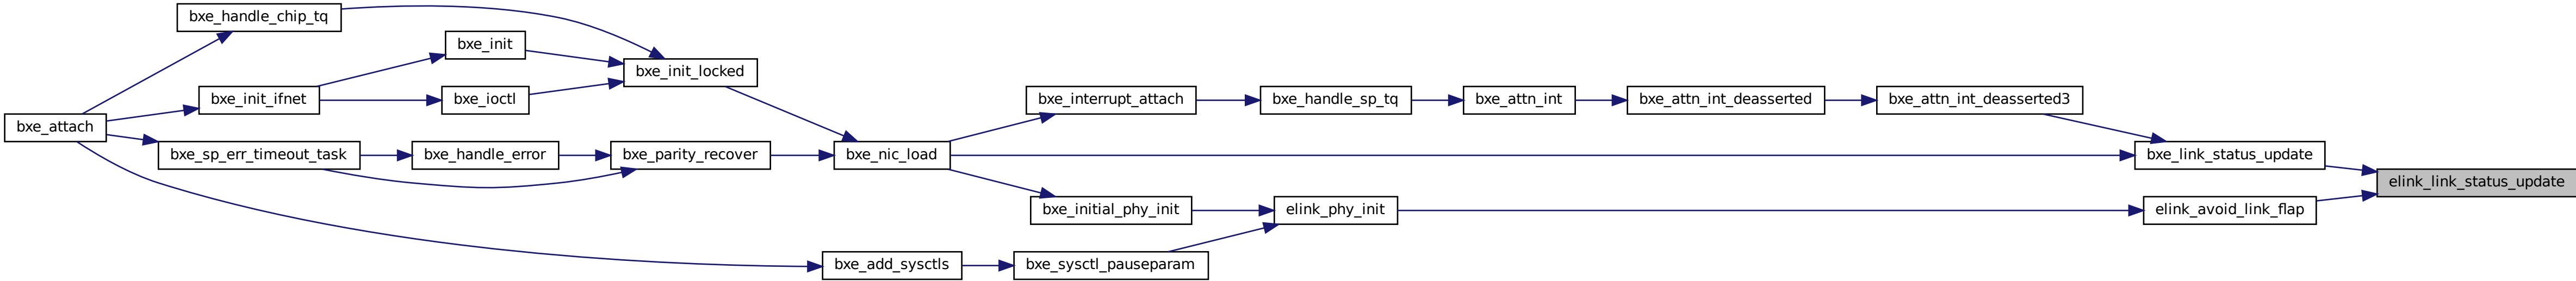 bxe_handle_chip_tq
bxe_init
bxe_init_locked
bxe_init_ifnet
bxe_ioctl
bxe_interrupt_attach
bxe_handle_sp_tq
bxe_attn_int
bxe_attn_int_deasserted
bxe_attn_int_deasserted3
bxe_attach
bxe_sp_err_timeout_task
bxe_handle_error
bxe_parity_recover
bxe_nic_load
bxe_link_status_update
elink_link_status_update
bxe_initial_phy_init
elink_phy_init
elink_avoid_link_flap
bxe_add_sysctls
bxe_sysctl_pauseparam